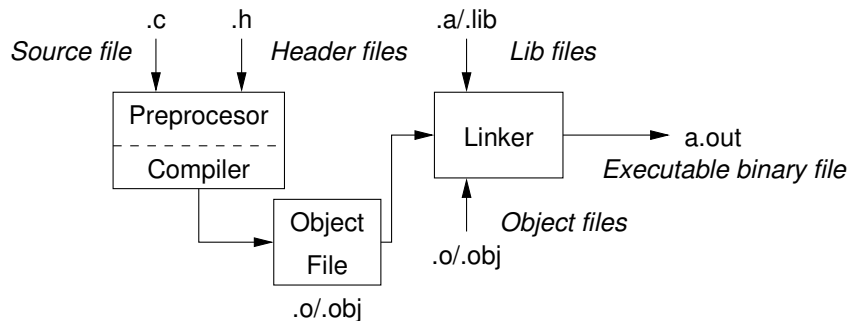 .c
.h
.a/.lib
Source file
Header files
Lib files
Preprocesor
Compiler
Linker
a.out
Executable binary file
Object
File
.o/.obj
Object files
.o/.obj